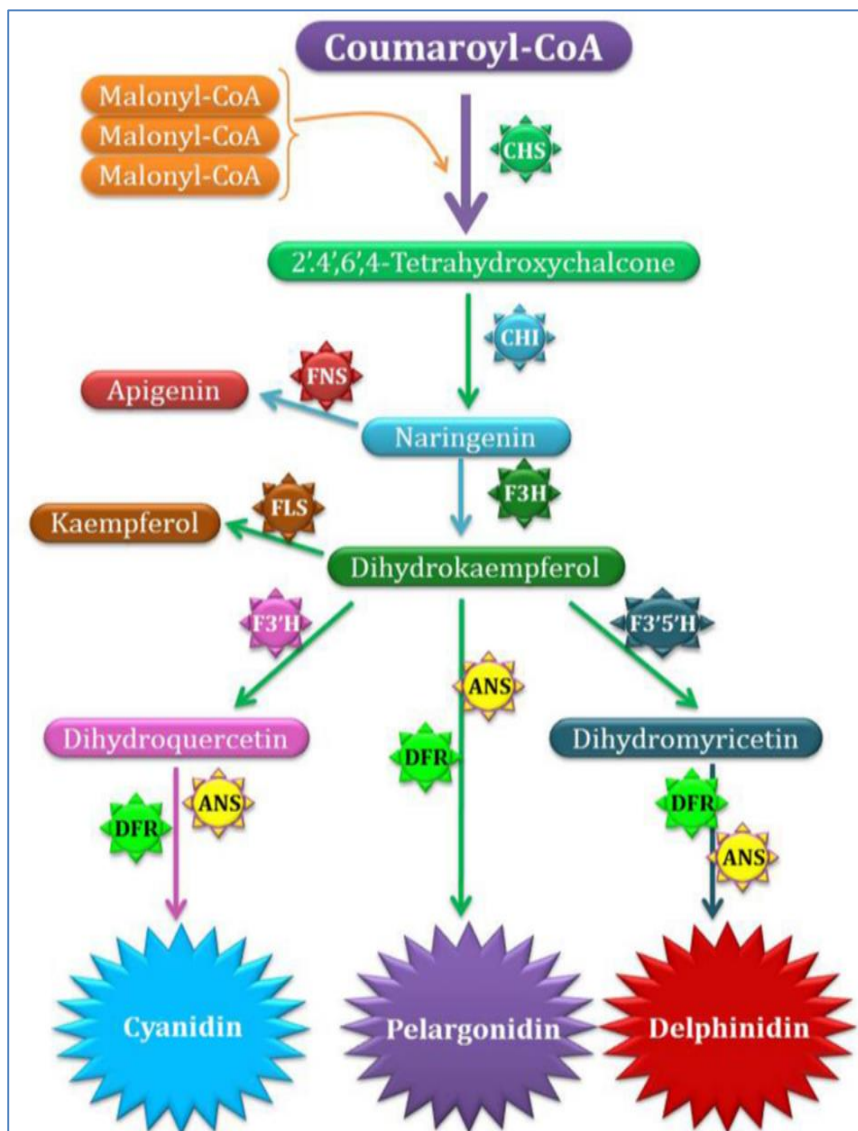 Coumaroyl-CoA
Malonyl-CoA
Malonyl-CoA
Malonyl-CoA
CHS
2'.4',6',4-Tetrahydroxychalcone
CHI
FNS
Apigenin
Naringenin
F3H
FLS
Kaempferol
Dihydrokaempferol
F3'H
F3'5'H
ANS
Dihydroquercetin
Dihydromyricetin
DFR
ANS
DFR
DFR
ANS
Cyanidin
Pelargonidin
Delphinidin